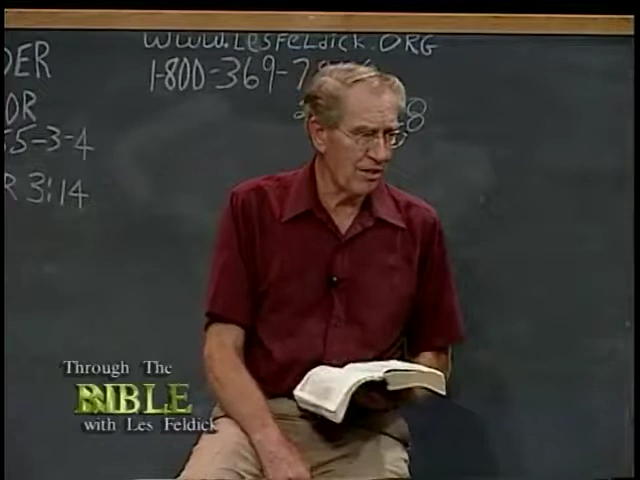 WWW.LESFELDICK.ORG
1-800-369-7
8
DER
OR
5-3-4
R 3:14
Through The
BIBLE
with Les Feldick